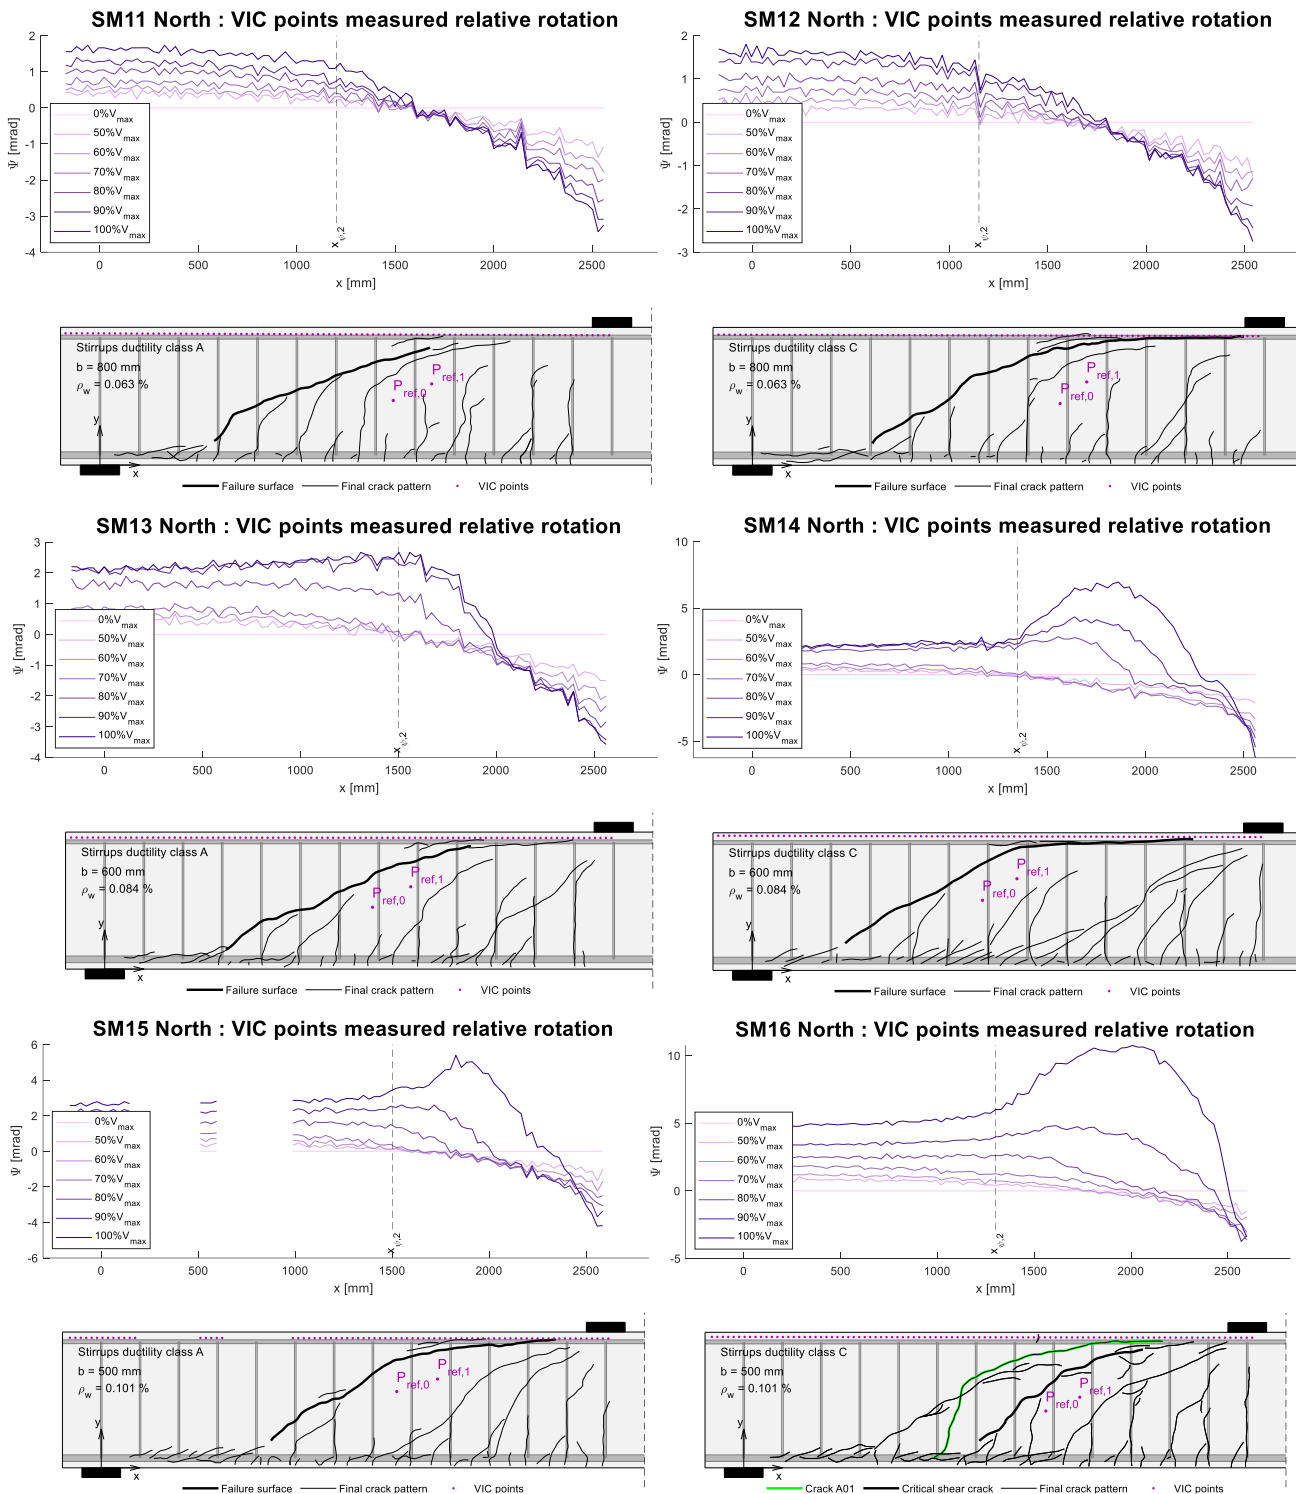 SM11 North : VIC points measured relative rotation
2
1
0
-1
-2
-3
-4
Ψ [mrad]
0%Vmax
50%Vmax
60%Vmax
70%Vmax
80%Vmax
90%Vmax
100%Vmax
xψ,2
0
500
1000
1500
2000
2500
x [mm]
Stirrups ductility class A
b = 800 mm
ρw = 0.063 %
Pref,0
Pref,1
y
x
Failure surface
Final crack pattern
VIC points
SM12 North : VIC points measured relative rotation
2
1
0
-1
-2
-3
Ψ [mrad]
0%Vmax
50%Vmax
60%Vmax
70%Vmax
80%Vmax
90%Vmax
100%Vmax
xψ,2
0
500
1000
1500
2000
2500
x [mm]
Stirrups ductility class C
b = 800 mm
ρw = 0.063 %
Pref,0
Pref,1
y
x
Failure surface
Final crack pattern
VIC points
SM13 North : VIC points measured relative rotation
3
2
1
0
-1
-2
-3
-4
Ψ [mrad]
0%Vmax
50%Vmax
60%Vmax
70%Vmax
80%Vmax
90%Vmax
100%Vmax
xψ,2
0
500
1000
1500
2000
2500
x [mm]
Stirrups ductility class A
b = 600 mm
ρw = 0.084 %
Pref,0
Pref,1
y
x
Failure surface
Final crack pattern
VIC points
SM14 North : VIC points measured relative rotation
10
5
0
-5
Ψ [mrad]
0%Vmax
50%Vmax
60%Vmax
70%Vmax
80%Vmax
90%Vmax
100%Vmax
xψ,2
0
500
1000
1500
2000
2500
x [mm]
Stirrups ductility class C
b = 600 mm
ρw = 0.084 %
Pref,0
Pref,1
y
x
Failure surface
Final crack pattern
VIC points
SM15 North : VIC points measured relative rotation
6
4
2
0
-2
-4
-6
Ψ [mrad]
0%Vmax
50%Vmax
60%Vmax
70%Vmax
80%Vmax
90%Vmax
100%Vmax
xψ,2
0
500
1000
1500
2000
2500
x [mm]
Stirrups ductility class A
b = 500 mm
ρw = 0.101 %
Pref,0
Pref,1
y
x
Failure surface
Final crack pattern
VIC points
SM16 North : VIC points measured relative rotation
10
5
0
-5
Ψ [mrad]
0%Vmax
50%Vmax
60%Vmax
70%Vmax
80%Vmax
90%Vmax
100%Vmax
xψ,2
0
500
1000
1500
2000
2500
x [mm]
Stirrups ductility class C
b = 500 mm
ρw = 0.101 %
Pref,0
Pref,1
y
x
Crack A01
Critical shear crack
Final crack pattern
VIC points